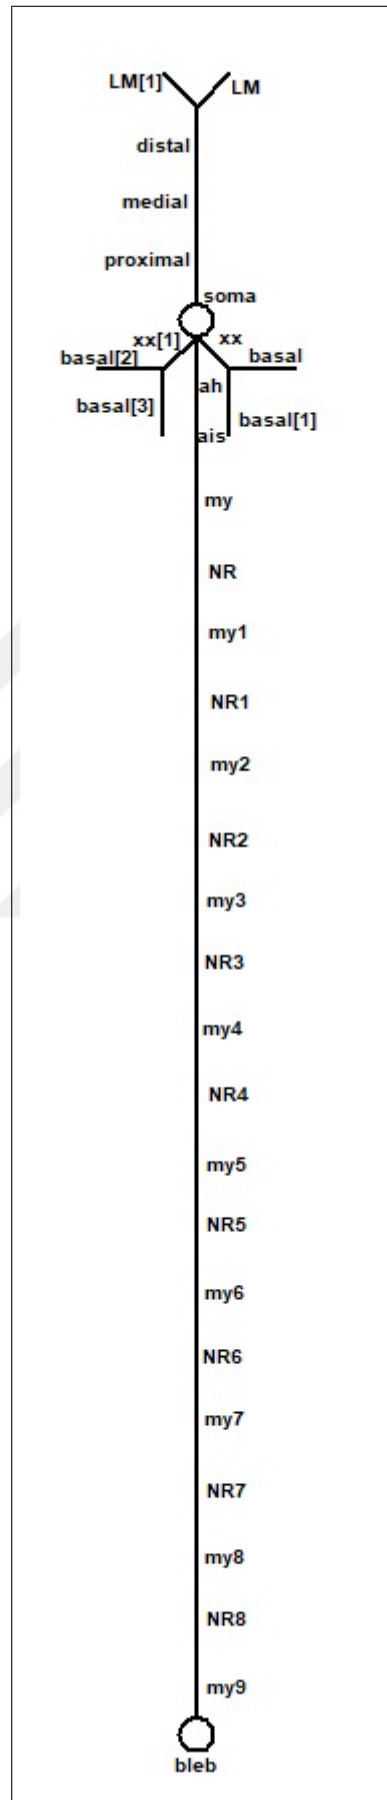 LM[1] LM
distal
medial
proximal
soma
xx[1] xx
basal[2] basal
ah
basal[3] basal[1]
ais
my
NR
my1
NR1
my2
NR2
my3
NR3
my4
NR4
my5
NR5
my6
NR6
my7
NR7
my8
NR8
my9
bleb